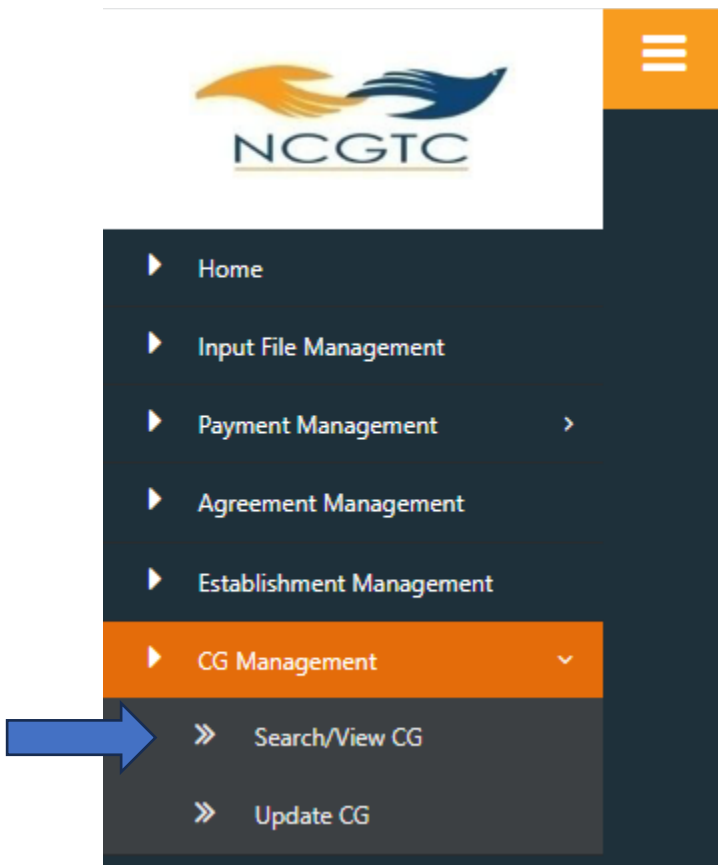 NCGTC
Home
Input File Management
Payment Management
Agreement Management
Establishment Management
CG Management
Search/View CG
Update CG